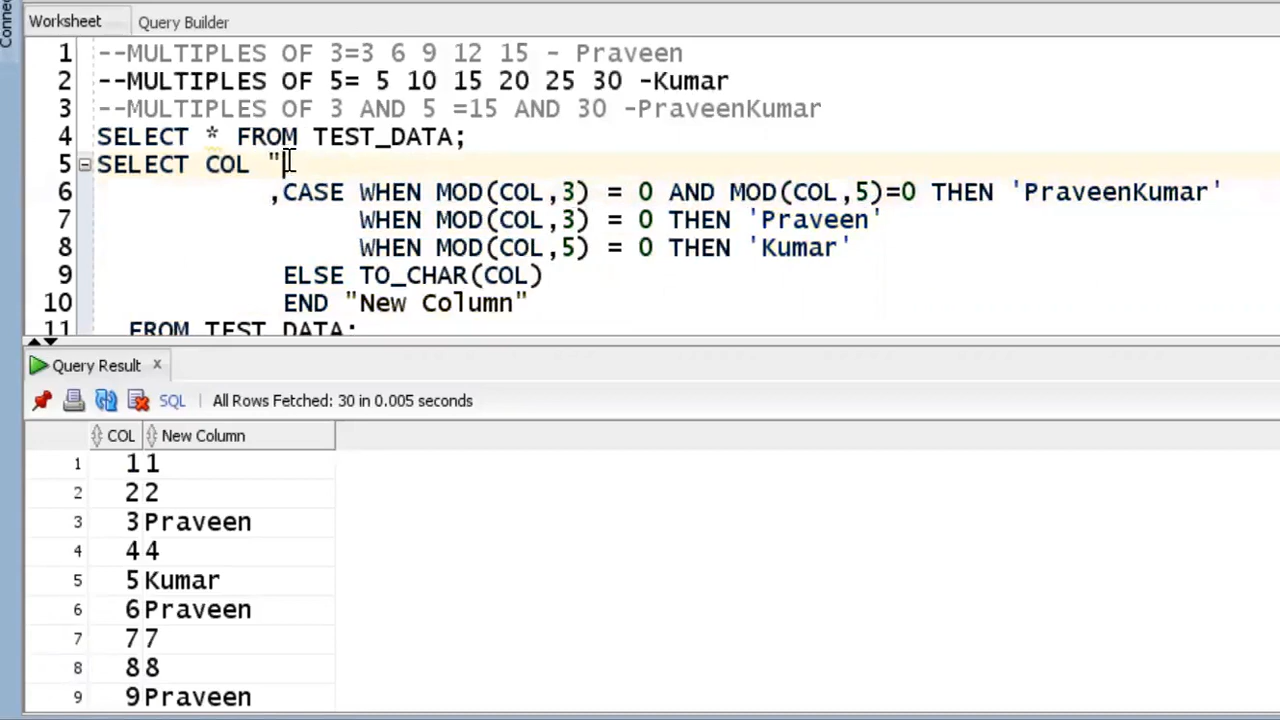 Connec
Worksheet Query Builder
1 --MULTIPLES OF 3=3 6 9 12 15 - Praveen
2 --MULTIPLES OF 5= 5 10 15 20 25 30 -Kumar
3 --MULTIPLES OF 3 AND 5 =15 AND 30 -PraveenKumar
4 SELECT * FROM TEST_DATA;
5 SELECT COL "
6 ,CASE WHEN MOD(COL,3) = 0 AND MOD(COL,5)=0 THEN 'PraveenKumar'
7 WHEN MOD(COL,3) = 0 THEN 'Praveen'
8 WHEN MOD(COL,5) = 0 THEN 'Kumar'
9 ELSE TO_CHAR(COL)
10 END "New Column"
11 FROM TEST_DATA;
Query Result x
SQL | All Rows Fetched: 30 in 0.005 seconds
COL New Column
1 1 1
2 2 2
3 3 Praveen
4 4 4
5 5 Kumar
6 6 Praveen
7 7 7
8 8 8
9 9 Praveen